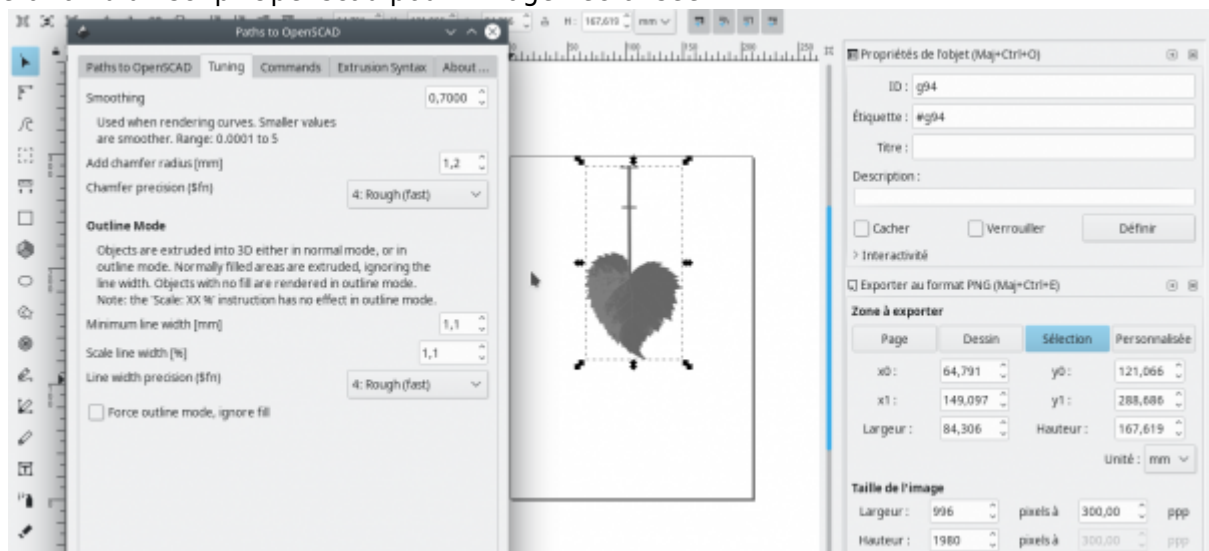 H: 167,619 mm
Paths to OpenSCAD
Paths to OpenSCAD Tuning Commands Extrusion Syntax About ...
Smoothing 0,7000
Used when rendering curves. Smaller values
are smoother. Range: 0.0001 to 5
Add chamfer radius [mm] 1,2
Chamfer precision ($fn) 4: Rough (fast)
Outline Mode
Objects are extruded into 3D either in normal mode, or in
outline mode. Normally filled areas are extruded, ignoring the
line width. Objects with no fill are rendered in outline mode.
Note: the 'Scale: XX %' instruction has no effect in outline mode.
Minimum line width [mm] 1,1
Scale line width [%] 1,1
Line width precision ($fn) 4: Rough (fast)
Force outline mode, ignore fill
50 100 150 200 250
Propriétés de l'objet (Maj+Ctrl+O)
ID : g94
Étiquette : #g94
Titre :
Description :
Cacher Verrouiller Définir
> Interactivité
Exporter au format PNG (Maj+Ctrl+E)
Zone à exporter
Page Dessin Sélection Personnalisée
x0 : 64,791 y0 : 121,066
x1 : 149,097 y1 : 288,686
Largeur : 84,306 Hauteur : 167,619
Unité : mm
Taille de l'image
Largeur : 996 pixels à 300,00 ppp
Hauteur : 1980 pixels à 300,00 ppp